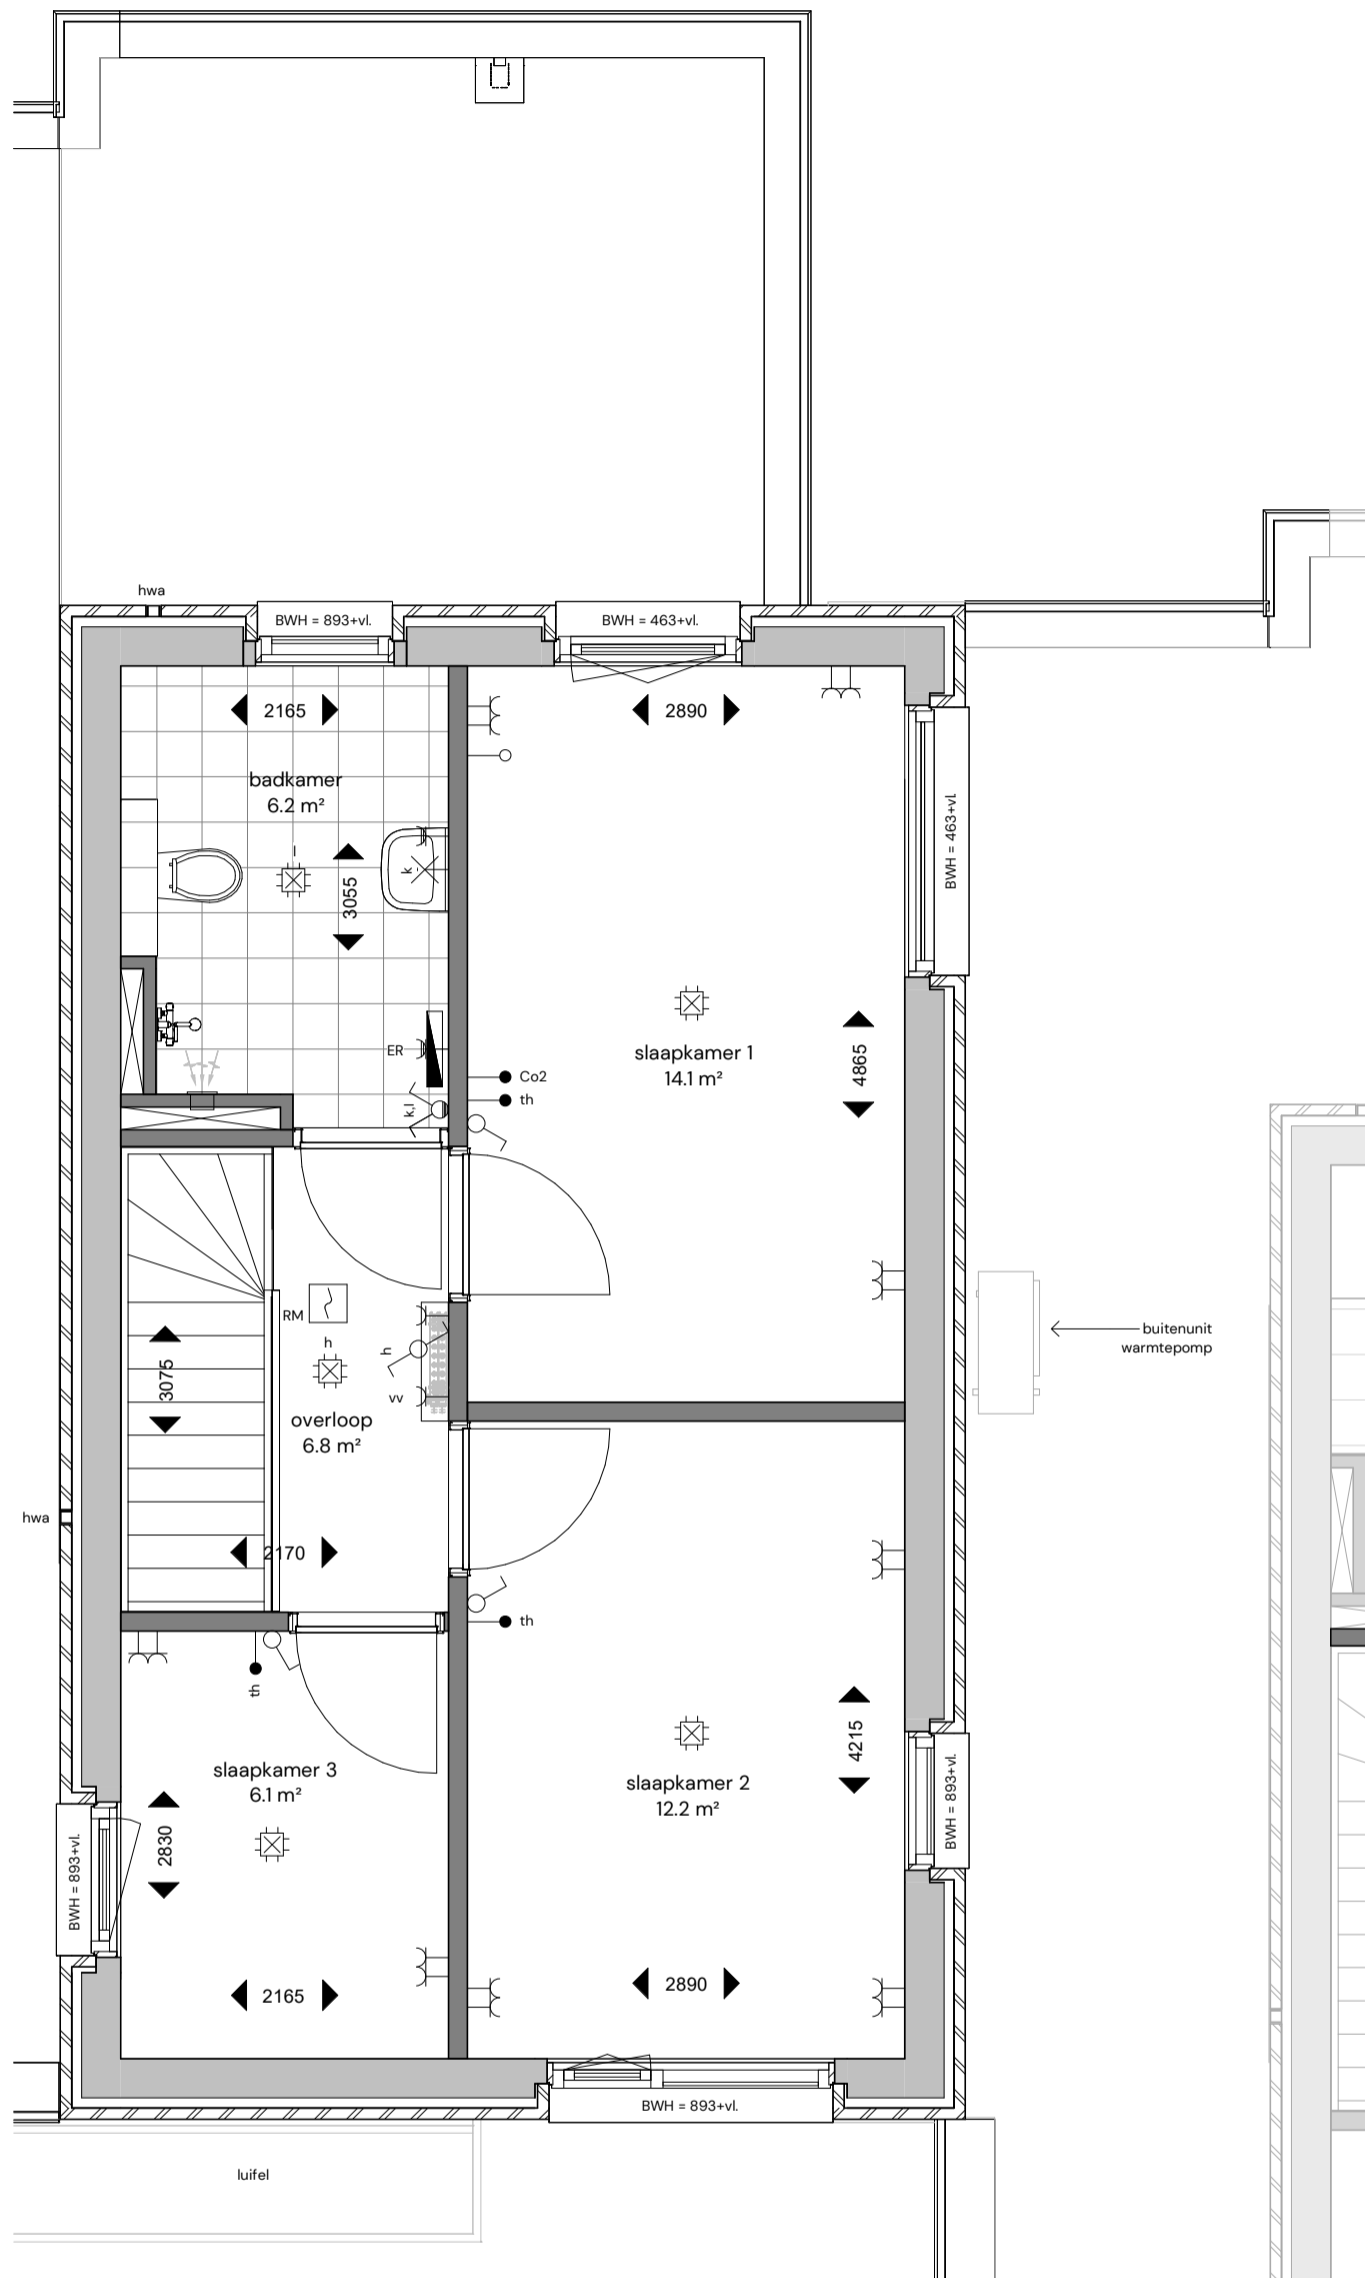 hwa
BWH = 893+vl.
BWH = 463+vl.
2165
2890
badkamer
6.2 m²
BWH = 463+vl.
l
k
3055
slaapkamer 1
14.1 m²
4865
ER
Co2
th
k,l
RM
h
h
buitenunit
warmtepomp
3075
vv
overloop
6.8 m²
hwa
2170
th
th
slaapkamer 3
6.1 m²
4215
slaapkamer 2
12.2 m²
BWH = 893+vl.
2830
BWH = 893+vl.
2165
2890
BWH = 893+vl.
luifel